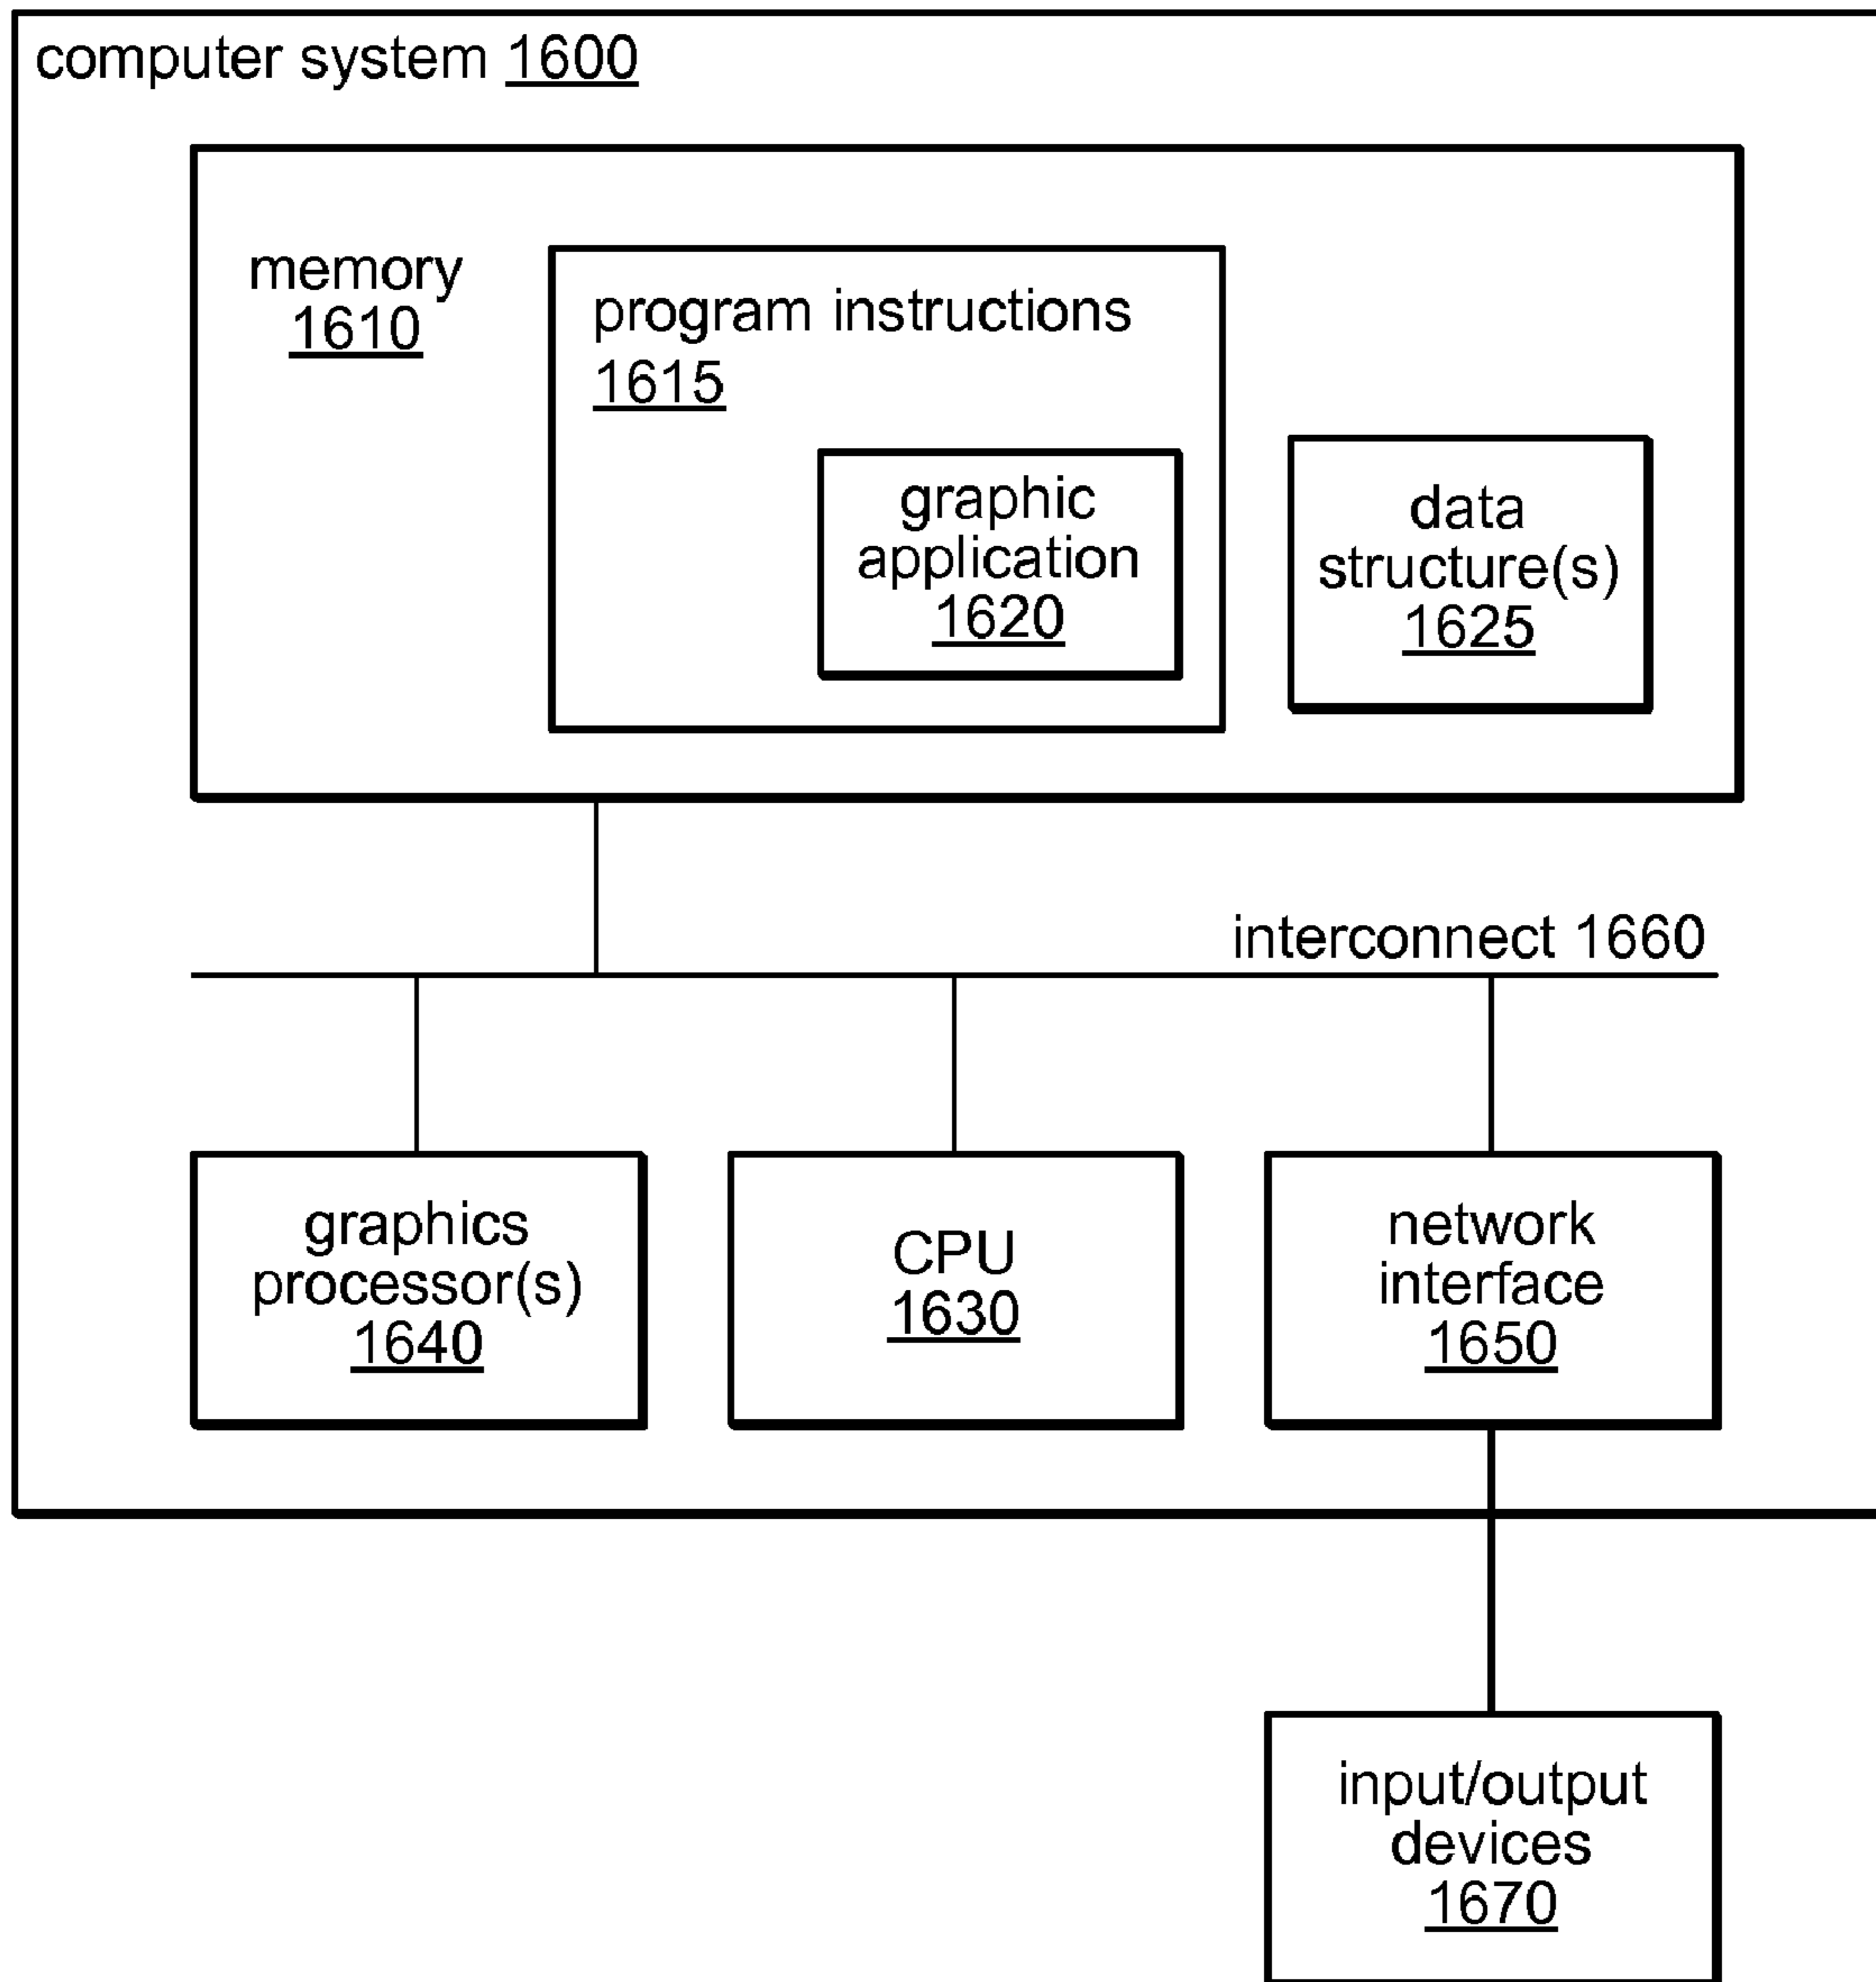 computer system 1600
memory
1610
program instructions
1615
graphic
application
1620
data
structure(s)
1625
interconnect 1660
graphics
processor(s)
1640
CPU
1630
network
interface
1650
input/output
devices
1670